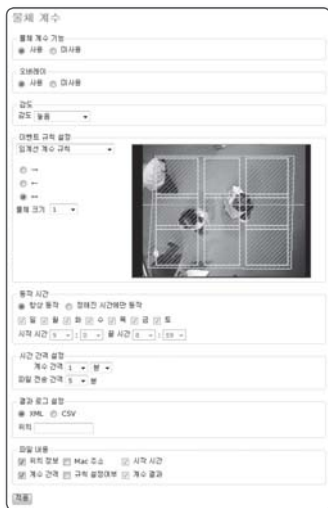 물체 계수
물체 계수 기능
사용 미사용
오버레이
사용 미사용
감도
감도 높음
이벤트 규칙 설정
임계선 계수 규칙
→
←
↔
물체 크기 1
동작 시간
항상 동작 정해진 시간에만 동작
일 월 화 수 목 금 토
시작 시간 : 끝 시간 :
시간 간격 설정
계수 간격 1 분
파일 전송 간격 5 분
결과 로그 설정
XML CSV
위치
파일 내용
위치 정보 Mac 주소 시작 시간
계수 간격 규칙 설정여부 계수 결과
적용